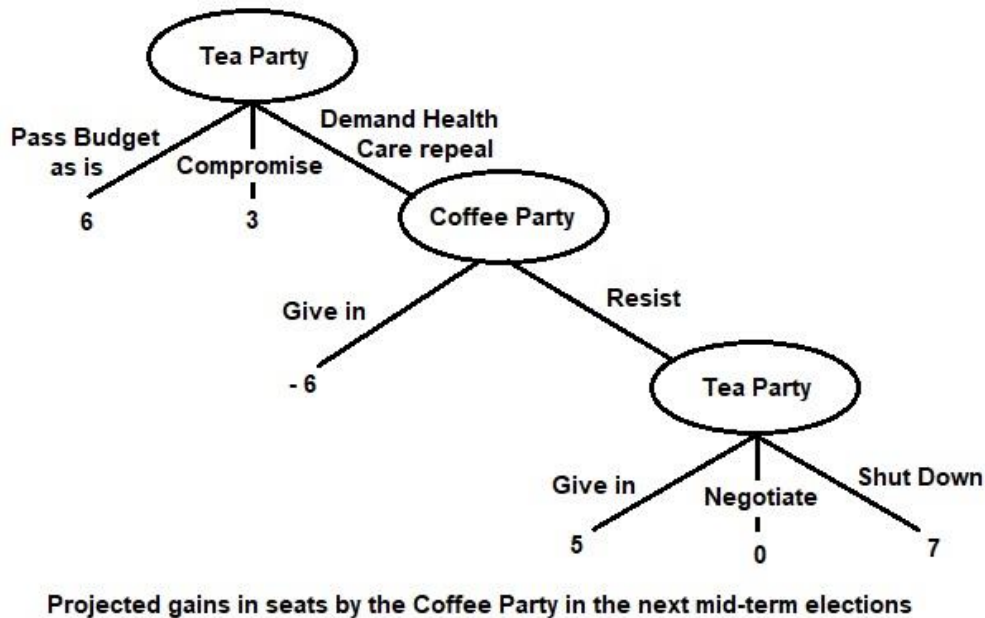 Tea Party
Pass Budget
as is
Compromise
Demand Health
Care repeal
6
3
Coffee Party
Give in
Resist
- 6
Tea Party
Give in
Negotiate
Shut Down
5
0
7
Projected gains in seats by the Coffee Party in the next mid-term elections